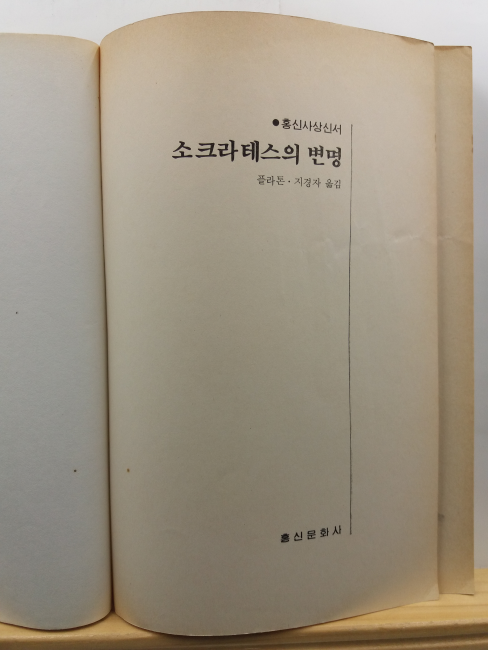 ●홍신사상신서
소크라테스의 변명
플라톤·지경자 옮김
홍신문화사